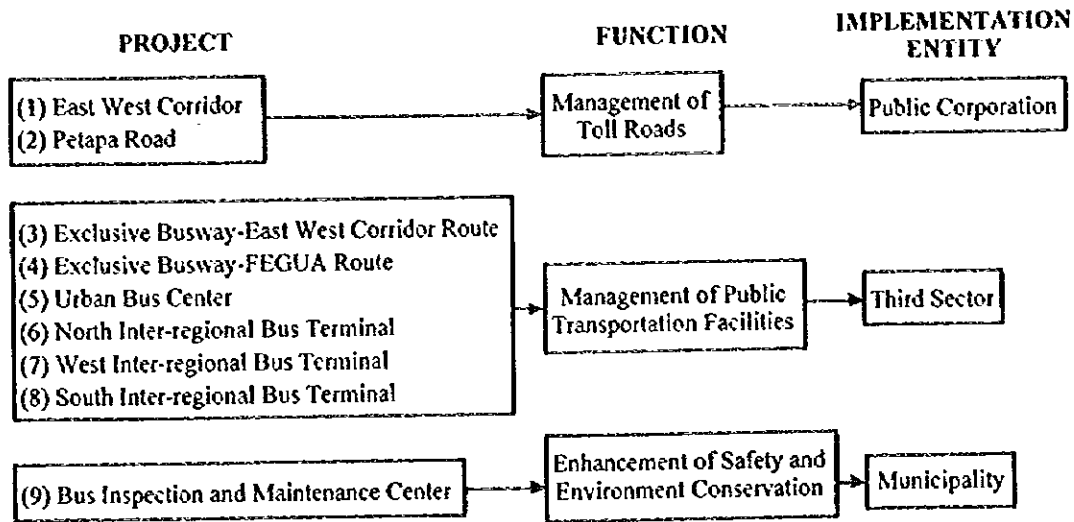 PROJECT
FUNCTION
IMPLEMENTATION
ENTITY
(1) East West Corridor
(2) Petapa Road
Management of
Toll Roads
Public Corporation
(3) Exclusive Busway-East West Corridor Route
(4) Exclusive Busway-FEGUA Route
(5) Urban Bus Center
(6) North Inter-regional Bus Terminal
(7) West Inter-regional Bus Terminal
(8) South Inter-regional Bus Terminal
Management of Public
Transportation Facilities
Third Sector
(9) Bus Inspection and Maintenance Center
Enhancement of Safety and
Environment Conservation
Municipality